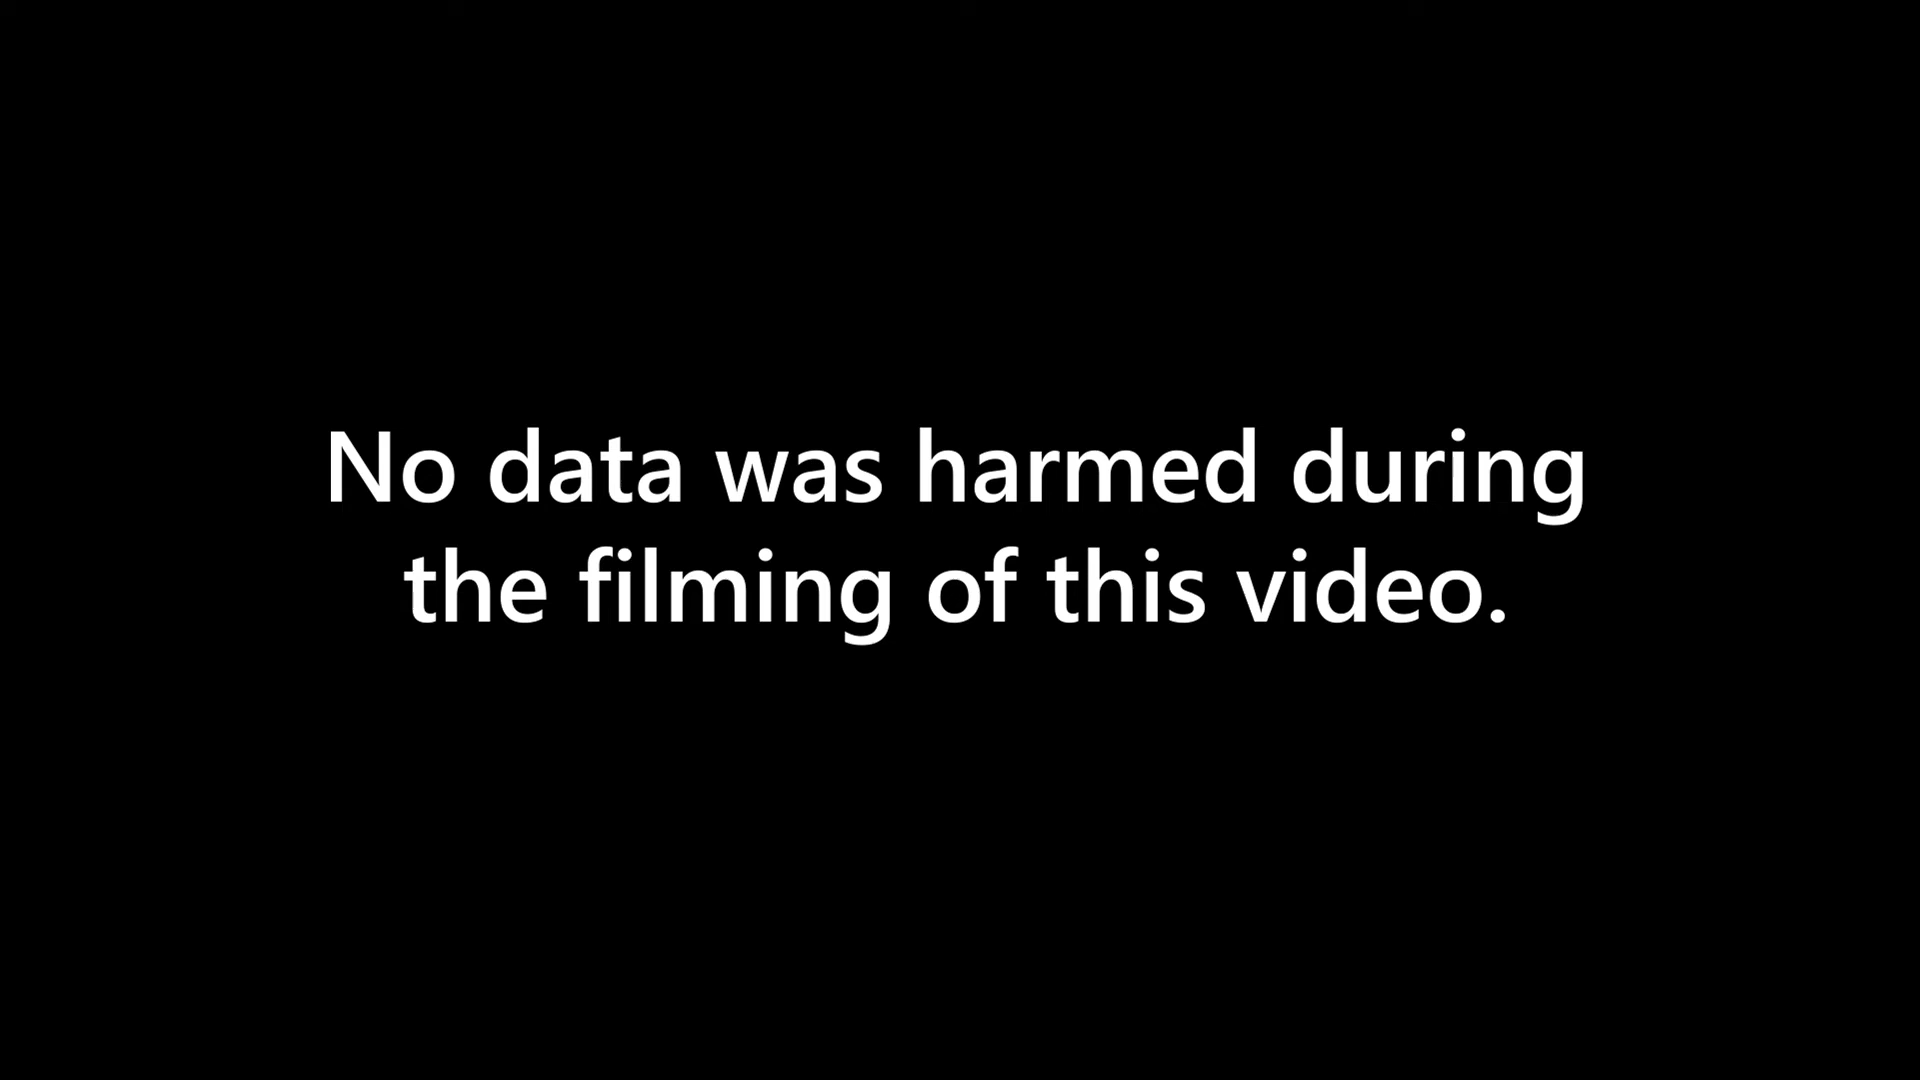 No data was harmed during
the filming of this video.